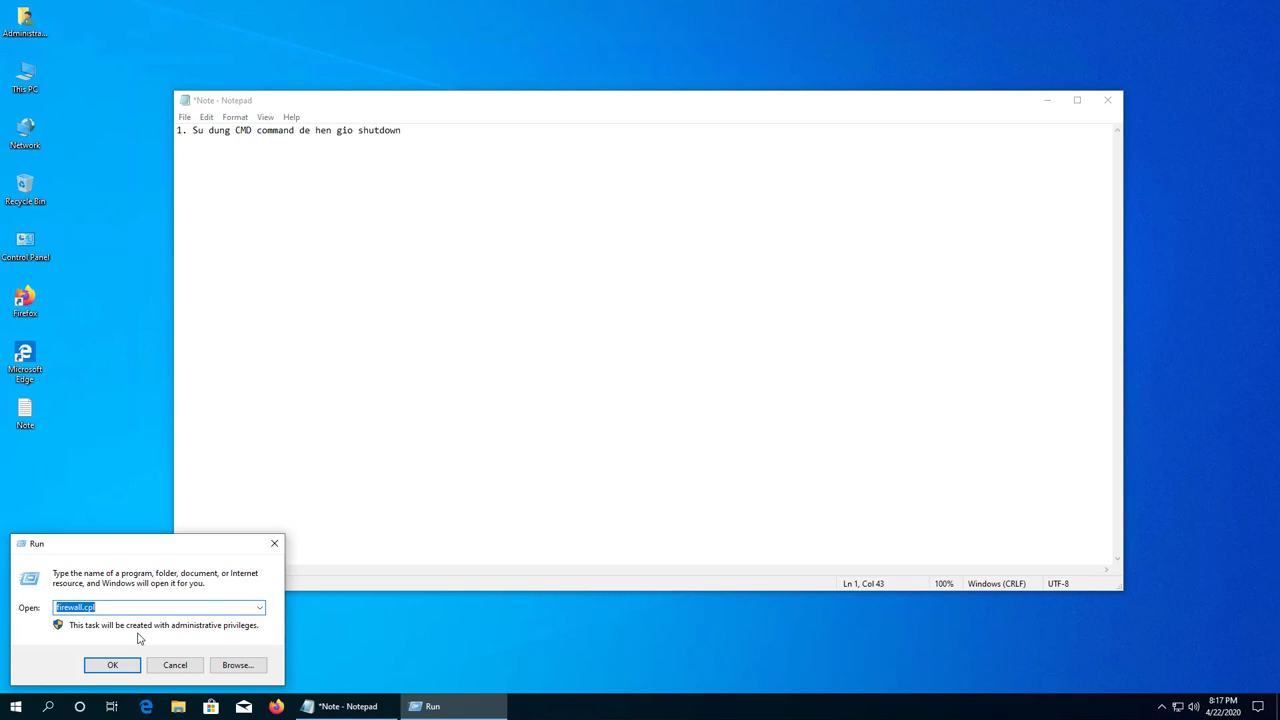 Administra...
This PC
Network
Recycle Bin
Control Panel
Firefox
Microsoft
Edge
Note
*Note - Notepad
File Edit Format View Help
1. Su dung CMD command de hen gio shutdown
Ln 1, Col 43 100% Windows (CRLF) UTF-8
Run
Type the name of a program, folder, document, or Internet
resource, and Windows will open it for you.
Open: firewall.cpl
This task will be created with administrative privileges.
OK Cancel Browse...
*Note - Notepad
Run
8:17 PM
4/22/2020